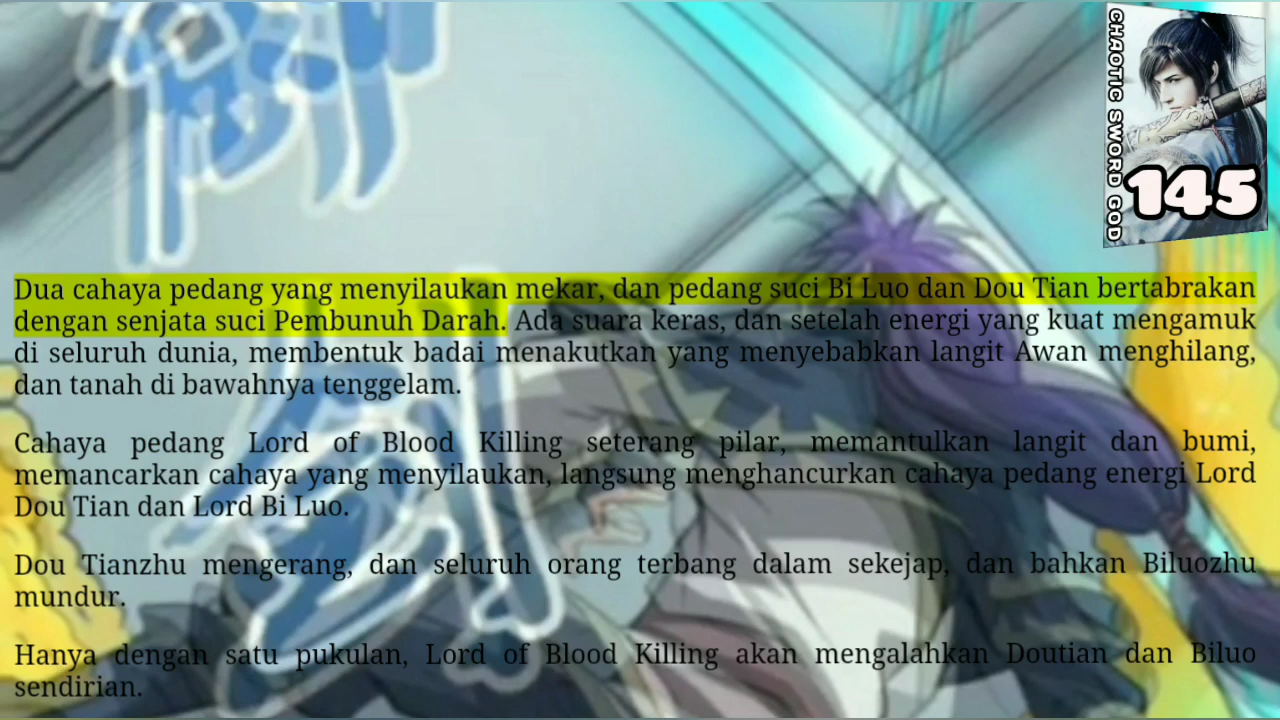 CHAOTIC SWORD GOD
145
Dua cahaya pedang yang menyilaukan mekar, dan pedang suci Bi Luo dan Dou Tian bertabrakan
dengan senjata suci Pembunuh Darah. Ada suara keras, dan setelah energi yang kuat mengamuk
di seluruh dunia, membentuk badai menakutkan yang menyebabkan langit Awan menghilang,
dan tanah di bawahnya tenggelam.
Cahaya pedang Lord of Blood Killing seterang pilar, memantulkan langit dan bumi,
memancarkan cahaya yang menyilaukan, langsung menghancurkan cahaya pedang energi Lord
Dou Tian dan Lord Bi Luo.
Dou Tianzhu mengerang, dan seluruh orang terbang dalam sekejap, dan bahkan Biluozhu
mundur.
Hanya dengan satu pukulan, Lord of Blood Killing akan mengalahkan Doutian dan Biluo
sendirian.